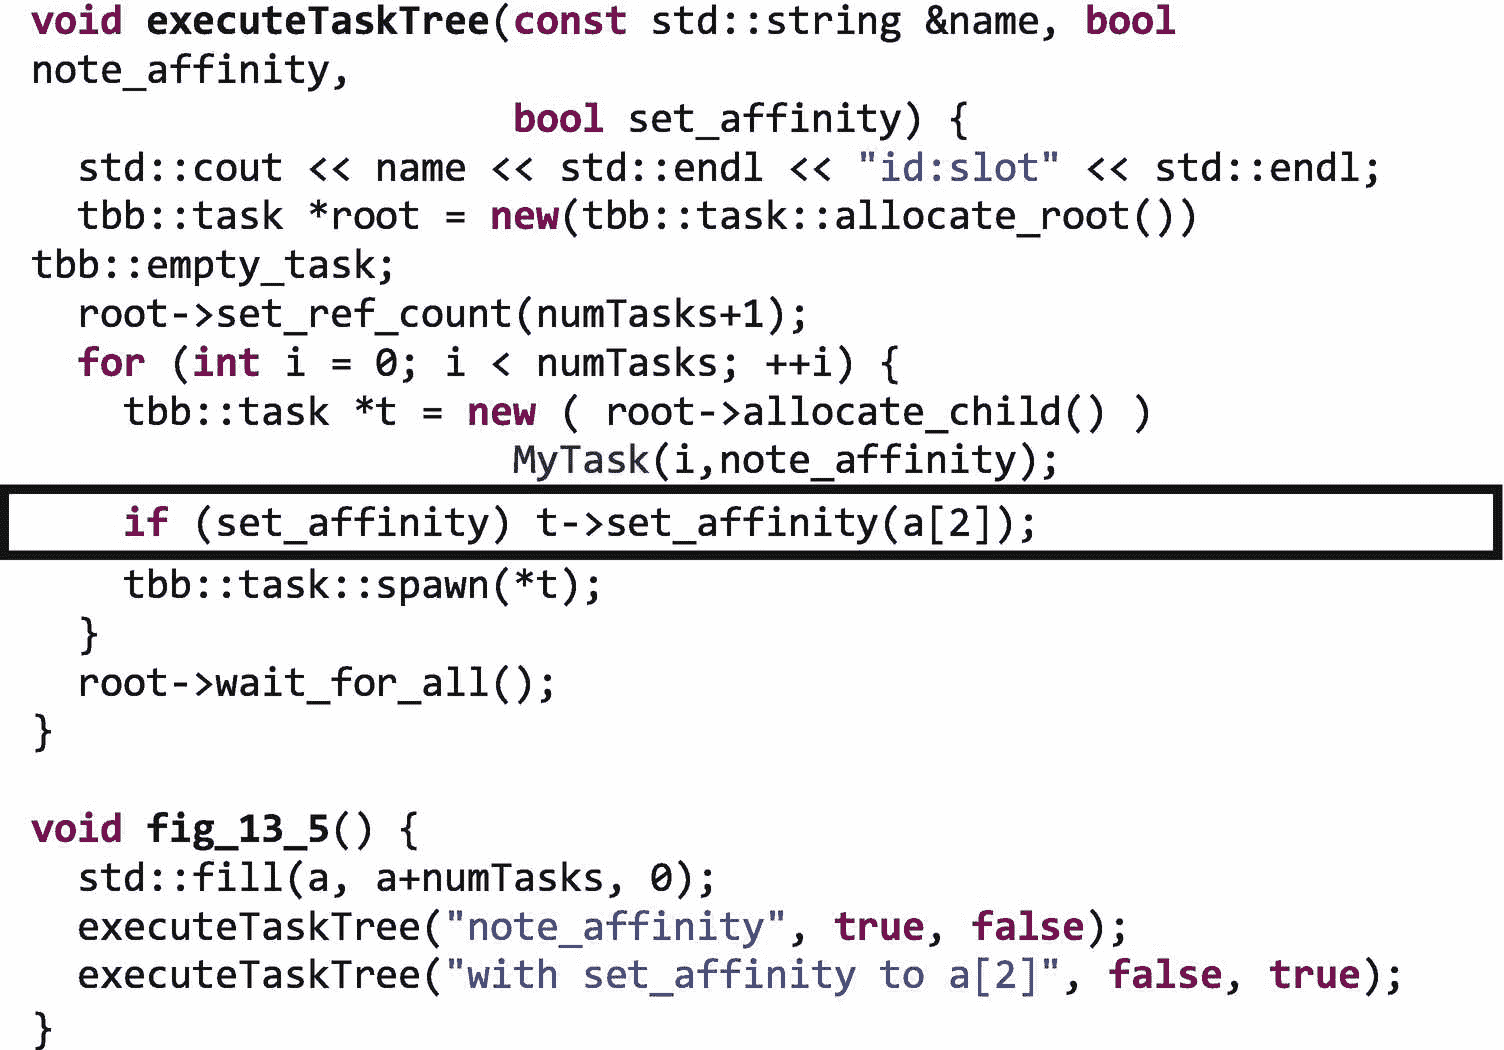 void executeTaskTree(const std::string &name, bool
note_affinity,
                     bool set_affinity) {
  std::cout << name << std::endl << "id:slot" << std::endl;
  tbb::task *root = new(tbb::task::allocate_root())
tbb::empty_task;
  root->set_ref_count(numTasks+1);
  for (int i = 0; i < numTasks; ++i) {
    tbb::task *t = new ( root->allocate_child() )
                     MyTask(i,note_affinity);
    if (set_affinity) t->set_affinity(a[2]);
    tbb::task::spawn(*t);
  }
  root->wait_for_all();
}

void fig_13_5() {
  std::fill(a, a+numTasks, 0);
  executeTaskTree("note_affinity", true, false);
  executeTaskTree("with set_affinity to a[2]", false, true);
}